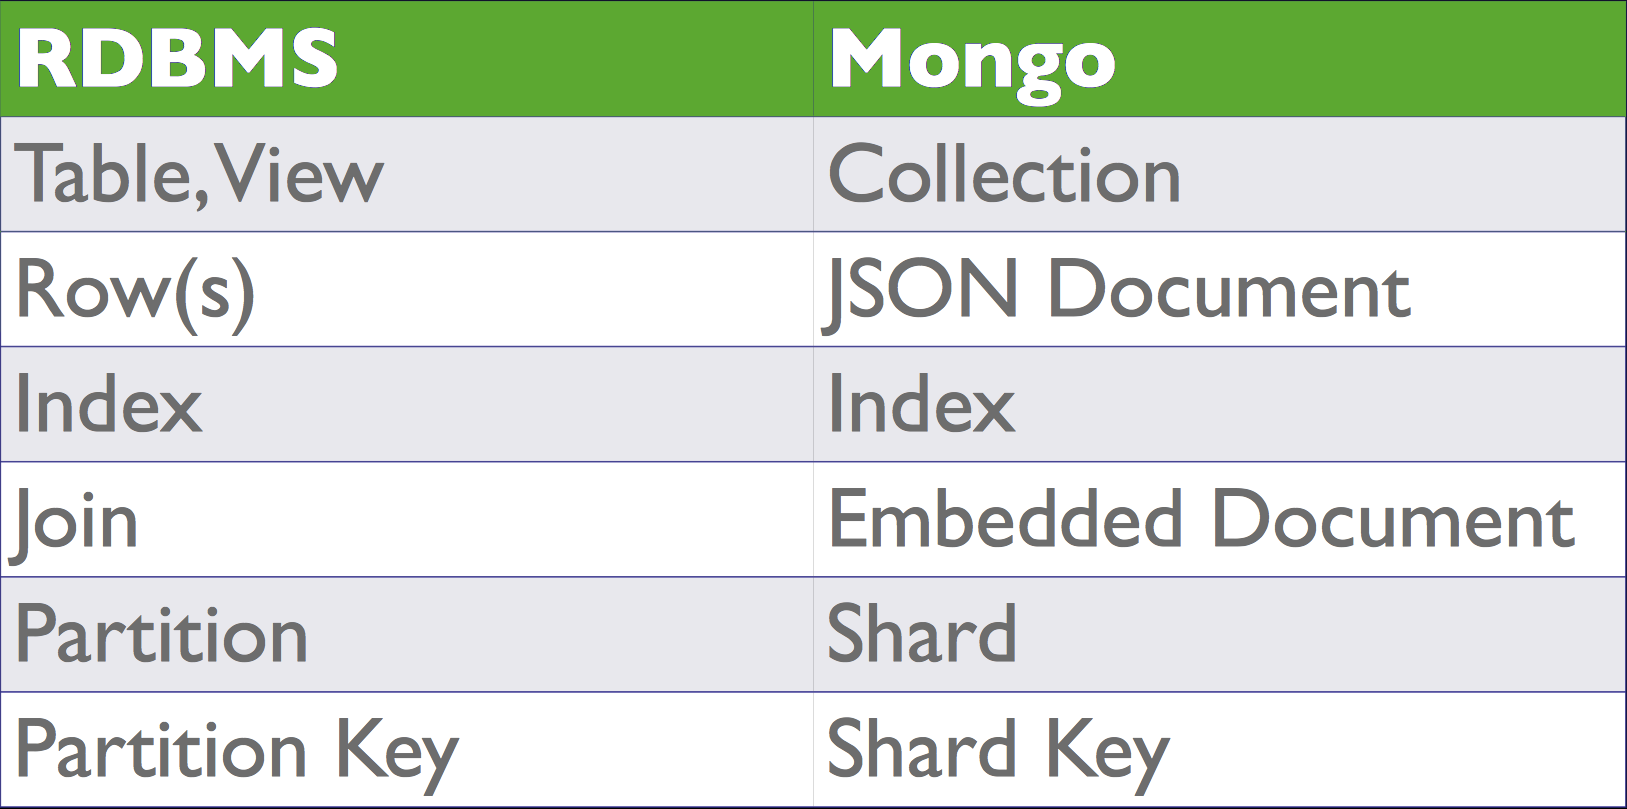 RDBMS Mongo
Table, View Collection
Row(s) JSON Document
Index Index
Join Embedded Document
Partition Shard
Partition Key Shard Key